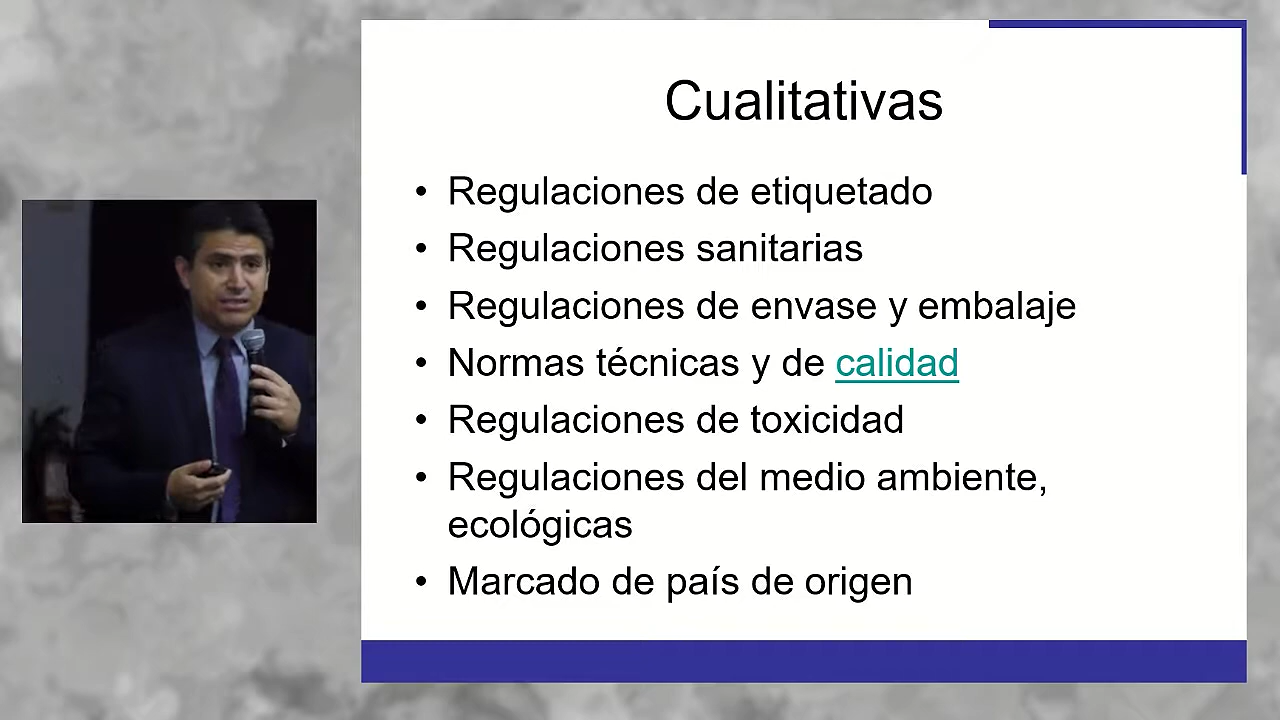 Cualitativas
• Regulaciones de etiquetado
• Regulaciones sanitarias
• Regulaciones de envase y embalaje
• Normas técnicas y de calidad
• Regulaciones de toxicidad
• Regulaciones del medio ambiente,
ecológicas
• Marcado de país de origen